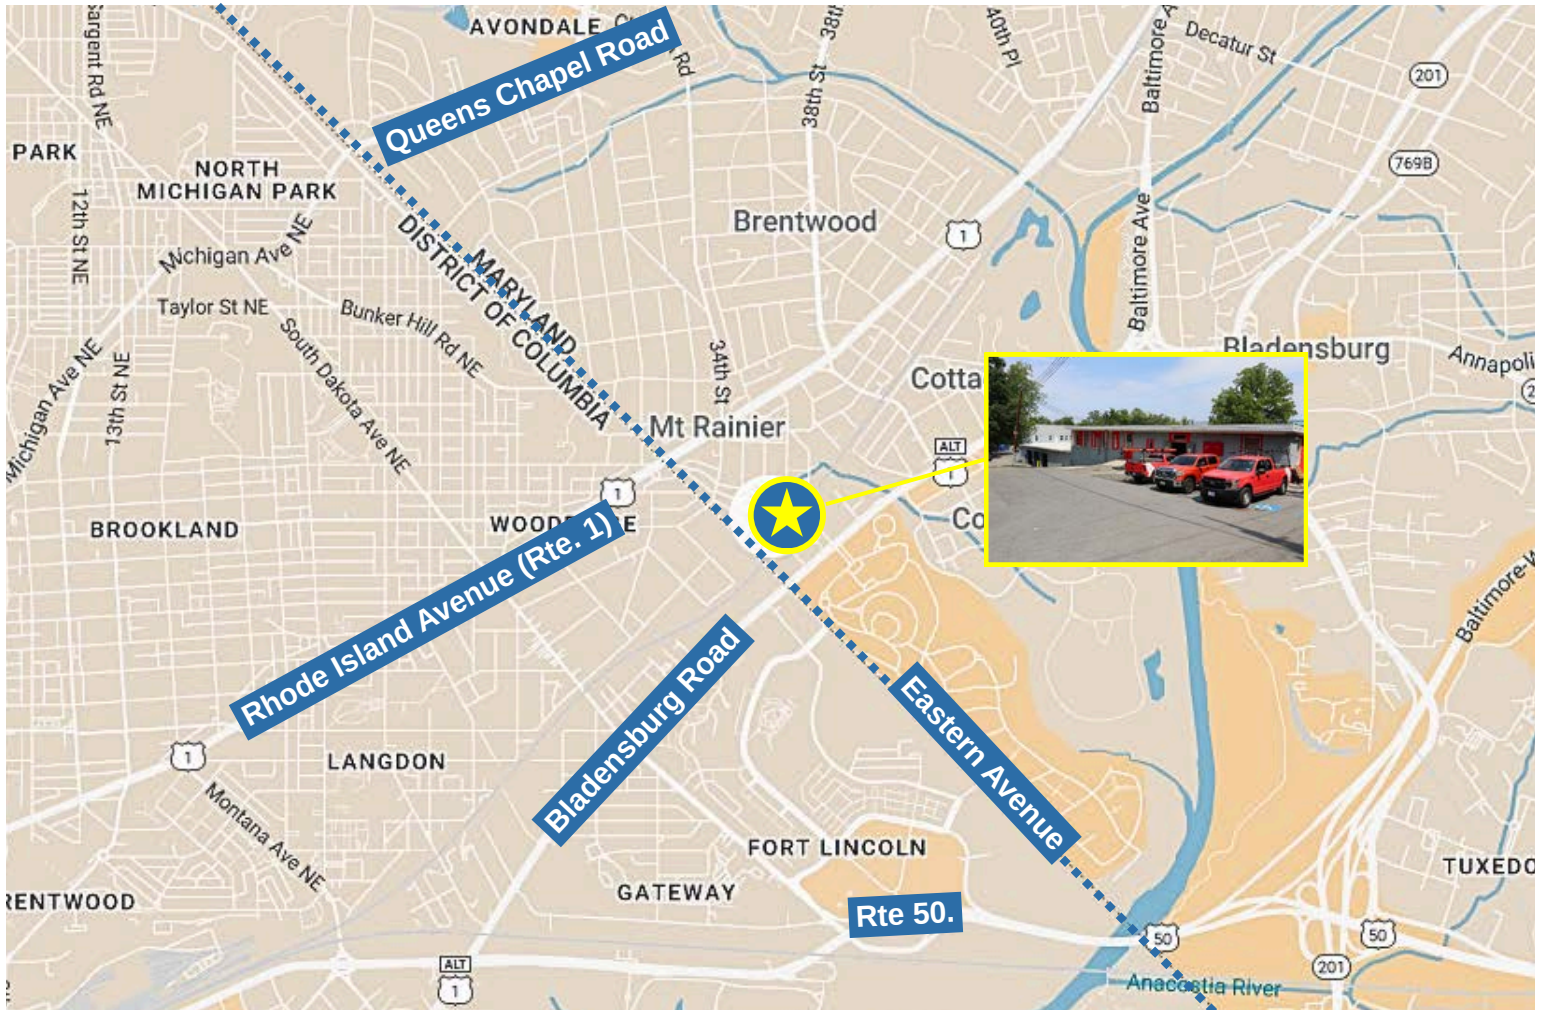 AVONDALE
Queens Chapel Road
Rd
38th St
38th
40th Pl
Baltimore A
Decatur St
201
Sargent Rd NE
PARK
NORTH
MICHIGAN PARK
769B
12th St NE
Michigan Ave NE
Brentwood
1
Baltimore Ave
MARYLAND
DISTRICT OF COLUMBIA
Taylor St NE
Bunker Hill Rd NE
South Dakota Ave NE
Michigan Ave NE
13th St NE
34th St
Bladensburg
Annapoli
Cotta
Mt Rainier
ALT
1
1
BROOKLAND
WOOD
GE
Co
Rhode Island Avenue (Rte. 1)
Baltimore-W
Bladensburg Road
Eastern Avenue
1
LANGDON
Montana Ave NE
FORT LINCOLN
TUXEDO
GATEWAY
RENTWOOD
Rte 50.
50
50
ALT
1
201
Anacostia River